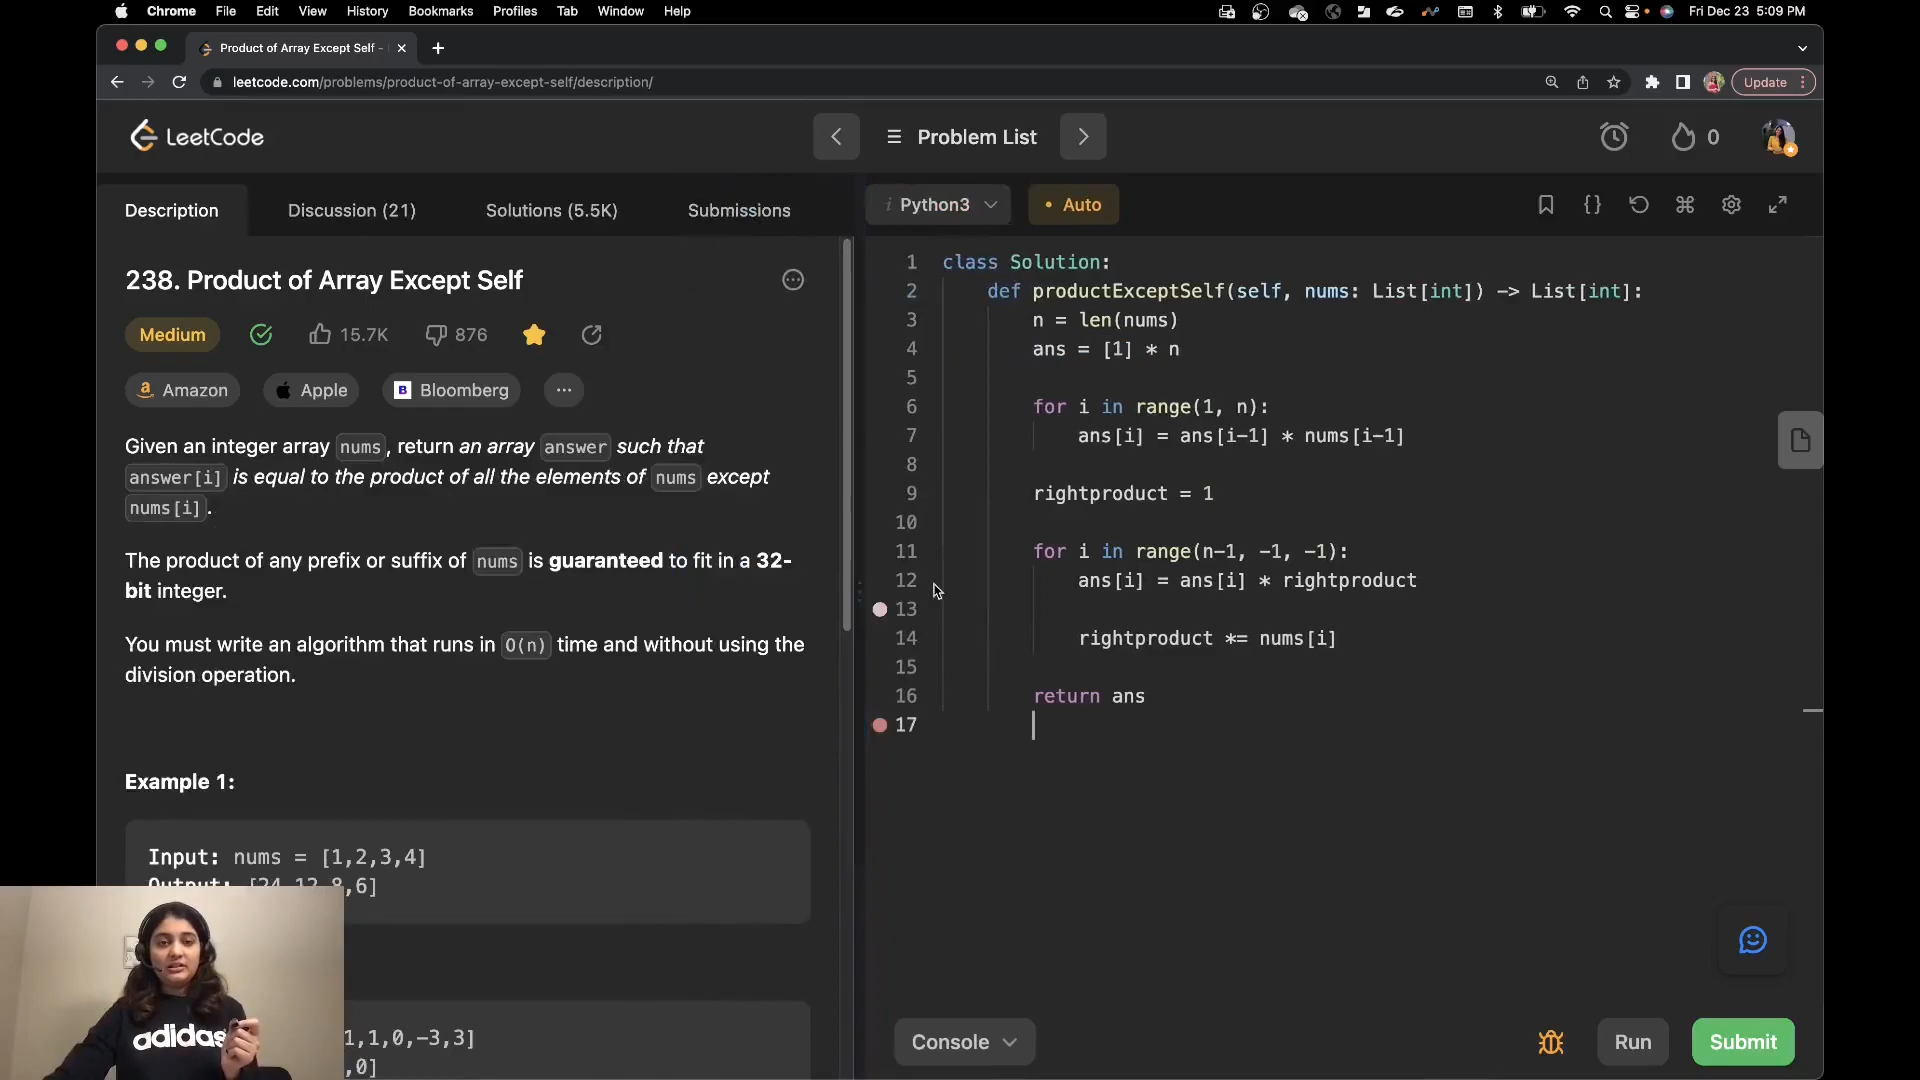 Chrome File Edit View History Bookmarks Profiles Tab Window Help
Fri Dec 23 5:09 PM
Product of Array Except Self -
leetcode.com/problems/product-of-array-except-self/description/
Update
LeetCode
Problem List
0
Description
Discussion (21)
Solutions (5.5K)
Submissions
238. Product of Array Except Self
Medium
15.7K
876
Amazon
Apple
B Bloomberg
...
Given an integer array nums, return an array answer such that
answer[i] is equal to the product of all the elements of nums except
nums[i].
The product of any prefix or suffix of nums is guaranteed to fit in a 32-
bit integer.
You must write an algorithm that runs in O(n) time and without using the
division operation.
Example 1:
Input: nums = [1,2,3,4]
Output: [24,12,8,6]
1,1,0,-3,3]
,0]
adidas
i Python3
• Auto
1 class Solution:
2 def productExceptSelf(self, nums: List[int]) -> List[int]:
3 n = len(nums)
4 ans = [1] * n
5
6 for i in range(1, n):
7 ans[i] = ans[i-1] * nums[i-1]
8
9 rightproduct = 1
10
11 for i in range(n-1, -1, -1):
12 ans[i] = ans[i] * rightproduct
13
14 rightproduct *= nums[i]
15
16 return ans
17
Console
Run
Submit